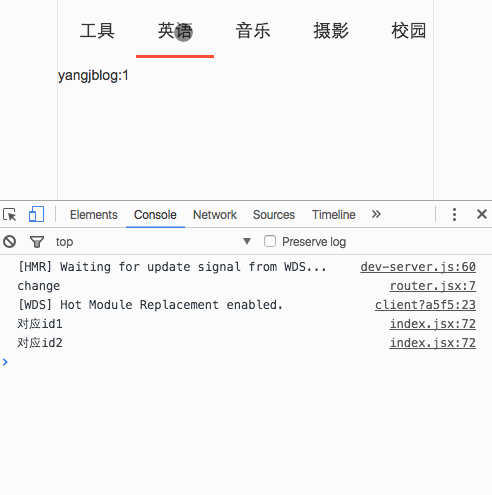 工具 英语 音乐 摄影 校园
yangjblog:1
Elements Console Network Sources Timeline »
top Preserve log
[HMR] Waiting for update signal from WDS... dev-server.js:60
change router.jsx:7
[WDS] Hot Module Replacement enabled. client?a5f5:23
对应id1 index.jsx:72
对应id2 index.jsx:72